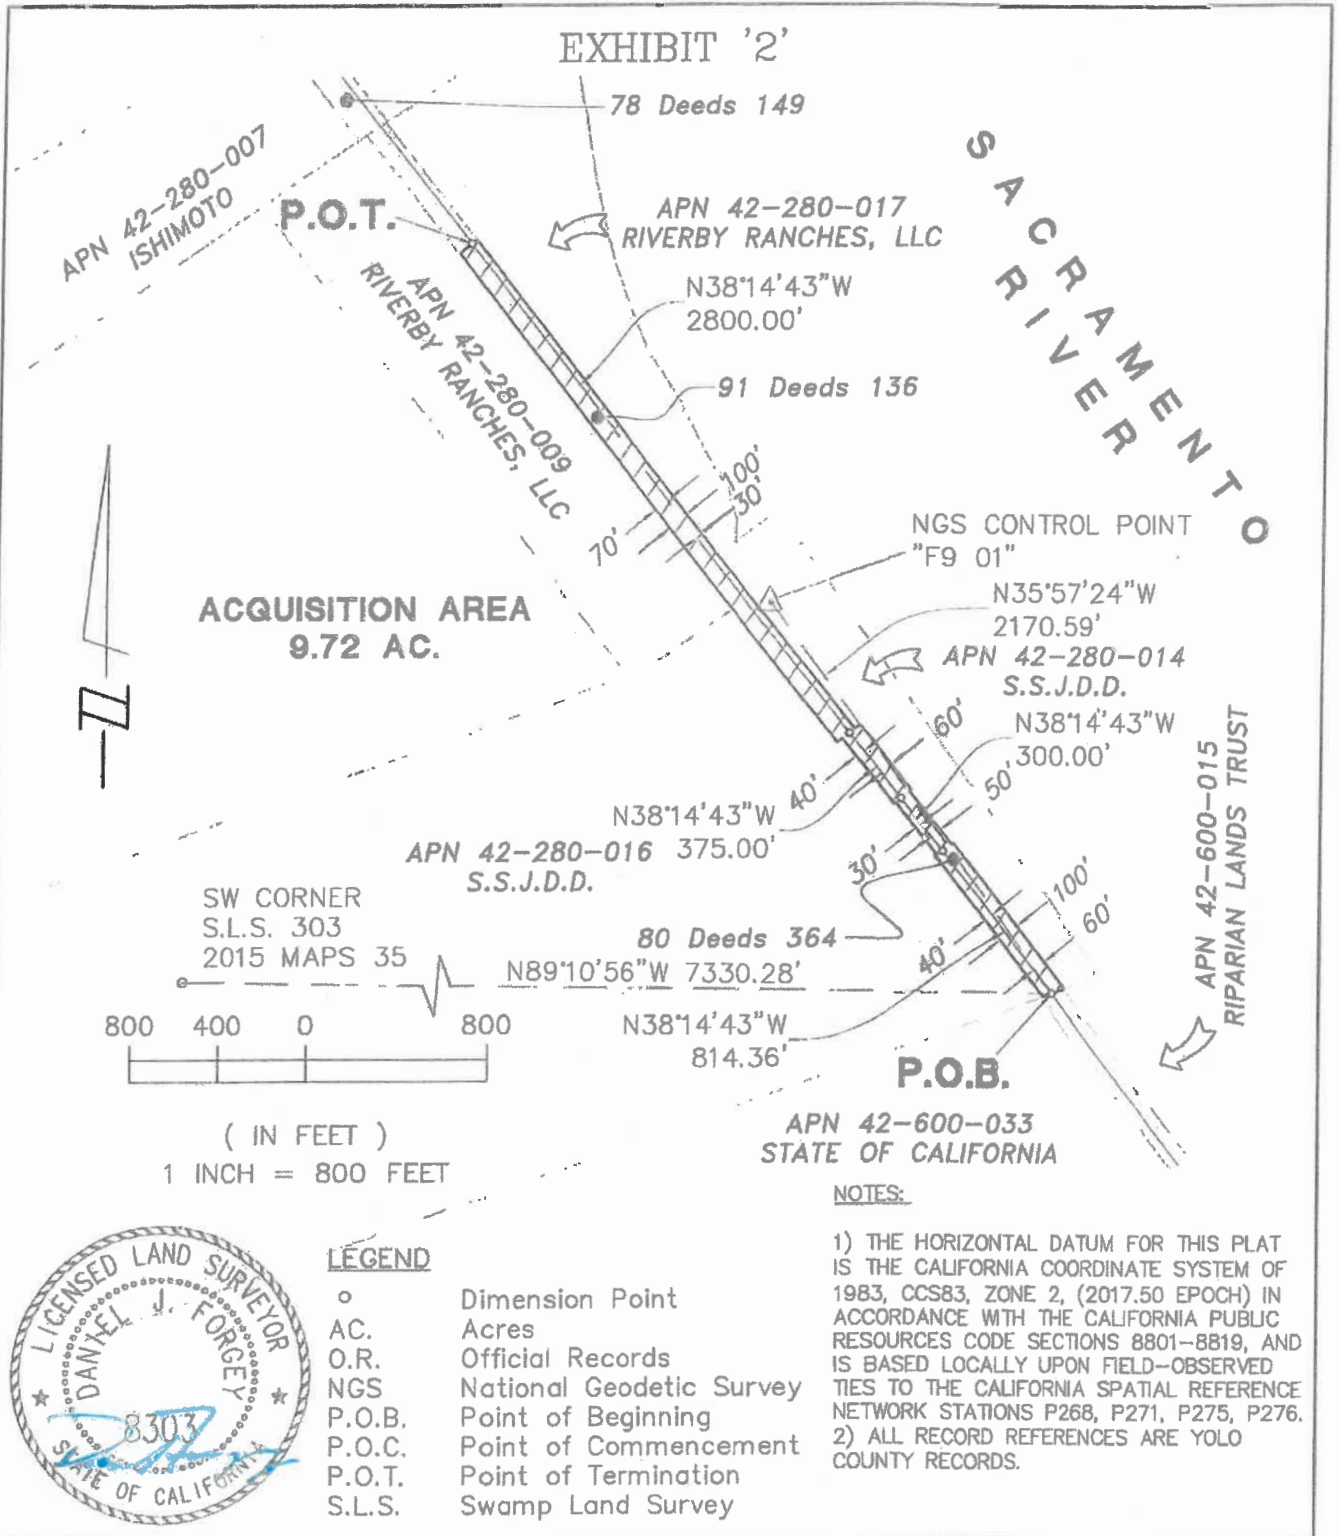 EXHIBIT '2'
78 Deeds 149
SACRAMENTO
RIVER
APN 42-280-007
ISHIMOTO
P.O.T.
APN 42-280-017
RIVERBY RANCHES, LLC
APN 42-280-009
RIVERBY RANCHES, LLC
N38°14'43"W
2800.00'
91 Deeds 136
100'
30'
70'
NGS CONTROL POINT
"F9 01"
ACQUISITION AREA
9.72 AC.
N35°57'24"W
2170.59'
APN 42-280-014
S.S.J.D.D.
N38°14'43"W
300.00'
60'
50'
APN 42-600-015
RIPARIAN LANDS TRUST
40'
N38°14'43"W
375.00'
APN 42-280-016
S.S.J.D.D.
30'
SW CORNER
S.L.S. 303
2015 MAPS 35
80 Deeds 364
100'
60'
40'
N89°10'56"W 7330.28'
N38°14'43"W
814.36'
800 400 0 800
P.O.B.
( IN FEET )
1 INCH = 800 FEET
APN 42-600-033
STATE OF CALIFORNIA
LICENSED LAND SURVEYOR
DANIEL J. FORGEY
8303
STATE OF CALIFORNIA
LEGEND
o Dimension Point
AC. Acres
O.R. Official Records
NGS National Geodetic Survey
P.O.B. Point of Beginning
P.O.C. Point of Commencement
P.O.T. Point of Termination
S.L.S. Swamp Land Survey
NOTES:
1) THE HORIZONTAL DATUM FOR THIS PLAT
IS THE CALIFORNIA COORDINATE SYSTEM OF
1983, CCS83, ZONE 2, (2017.50 EPOCH) IN
ACCORDANCE WITH THE CALIFORNIA PUBLIC
RESOURCES CODE SECTIONS 8801-8819, AND
IS BASED LOCALLY UPON FIELD-OBSERVED
TIES TO THE CALIFORNIA SPATIAL REFERENCE
NETWORK STATIONS P268, P271, P275, P276.
2) ALL RECORD REFERENCES ARE YOLO
COUNTY RECORDS.